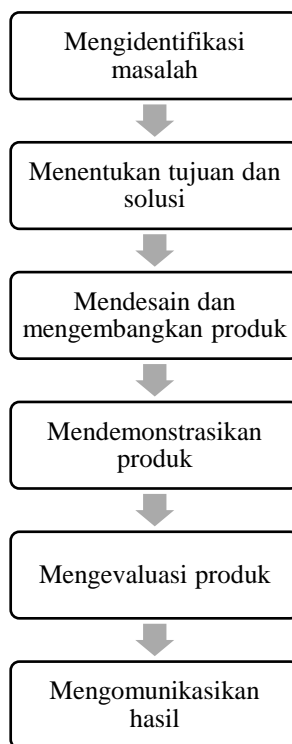 Mengidentifikasi
masalah
Menentukan tujuan dan
solusi
Mendesain dan
mengembangkan produk
Mendemonstrasikan
produk
Mengevaluasi produk
Mengomunikasikan
hasil